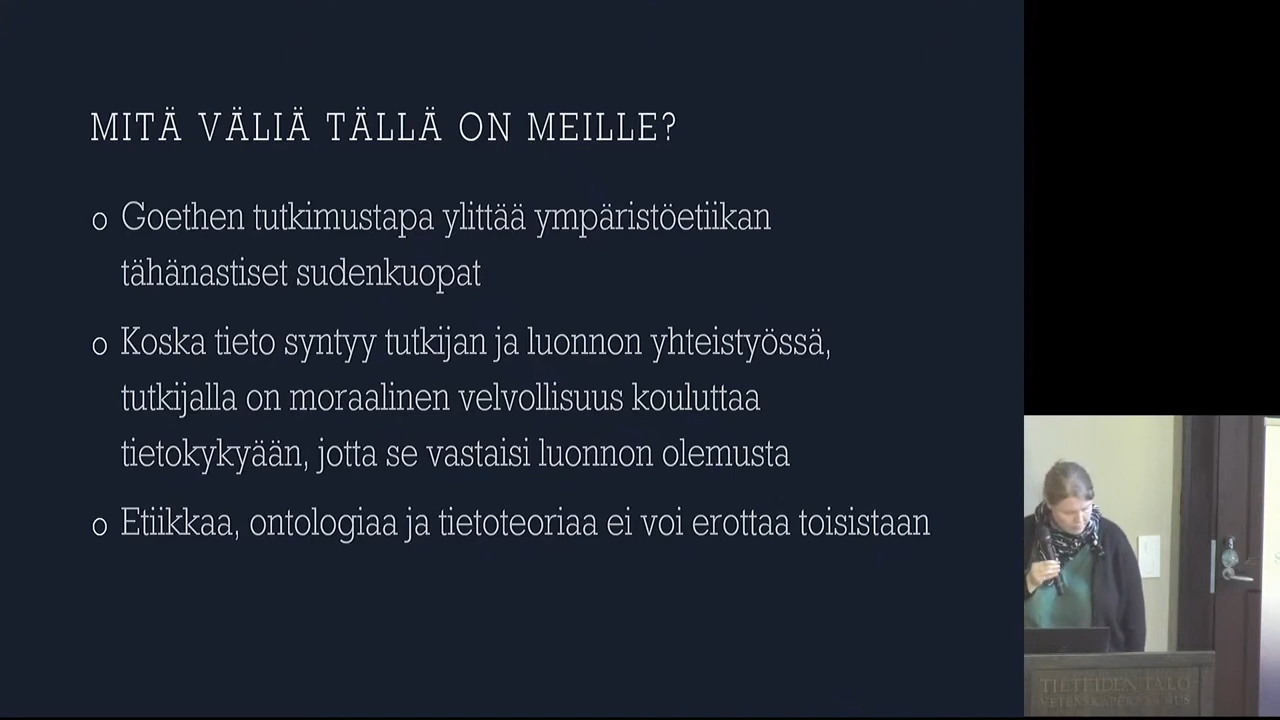 MITÄ VÄLIÄ TÄLLÄ ON MEILLE?
o Goethen tutkimustapa ylittää ympäristöetiikan
tähänastiset sudenkuopat
o Koska tieto syntyy tutkijan ja luonnon yhteistyössä,
tutkijalla on moraalinen velvollisuus kouluttaa
tietokykyään, jotta se vastaisi luonnon olemusta
o Etiikkaa, ontologiaa ja tietoteoriaa ei voi erottaa toisistaan
TIETEIDEN TALO